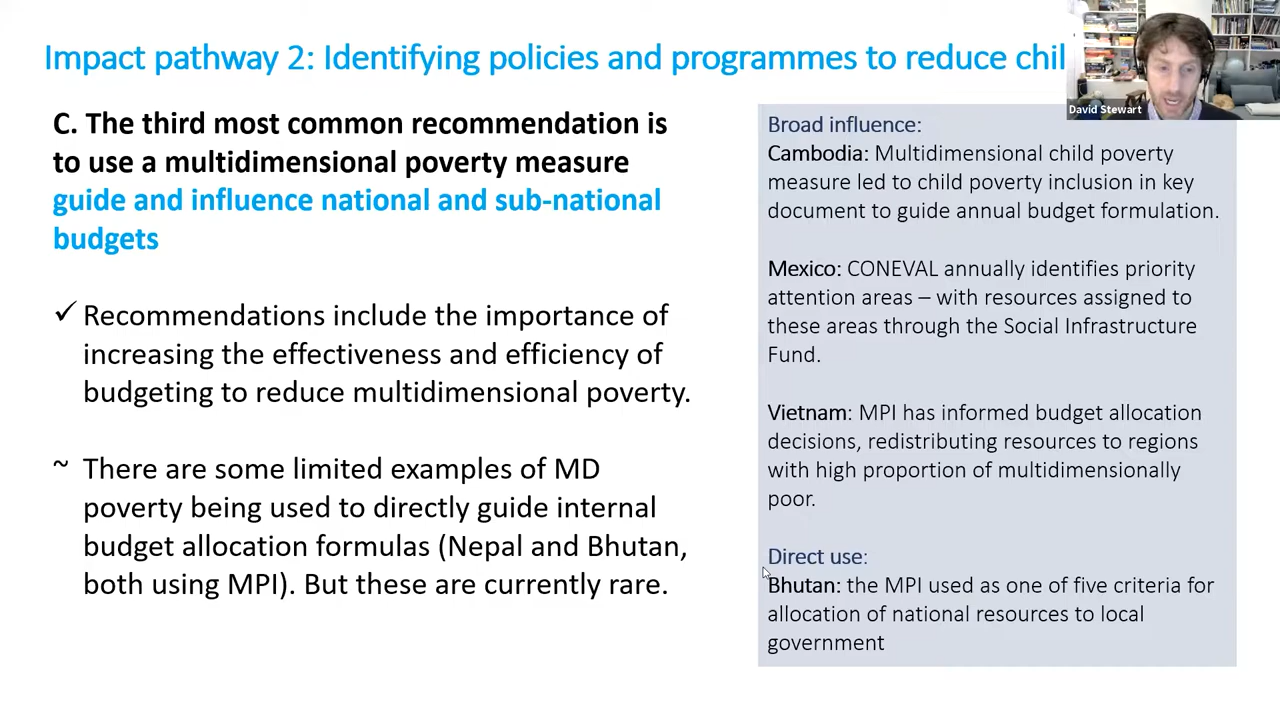 Impact pathway 2: Identifying policies and programmes to reduce chil
David Stewart
C. The third most common recommendation is
to use a multidimensional poverty measure
guide and influence national and sub-national
budgets
✓ Recommendations include the importance of
increasing the effectiveness and efficiency of
budgeting to reduce multidimensional poverty.
~ There are some limited examples of MD
poverty being used to directly guide internal
budget allocation formulas (Nepal and Bhutan,
both using MPI). But these are currently rare.
Broad influence:
Cambodia: Multidimensional child poverty
measure led to child poverty inclusion in key
document to guide annual budget formulation.
Mexico: CONEVAL annually identifies priority
attention areas – with resources assigned to
these areas through the Social Infrastructure
Fund.
Vietnam: MPI has informed budget allocation
decisions, redistributing resources to regions
with high proportion of multidimensionally
poor.
Direct use:
Bhutan: the MPI used as one of five criteria for
allocation of national resources to local
government